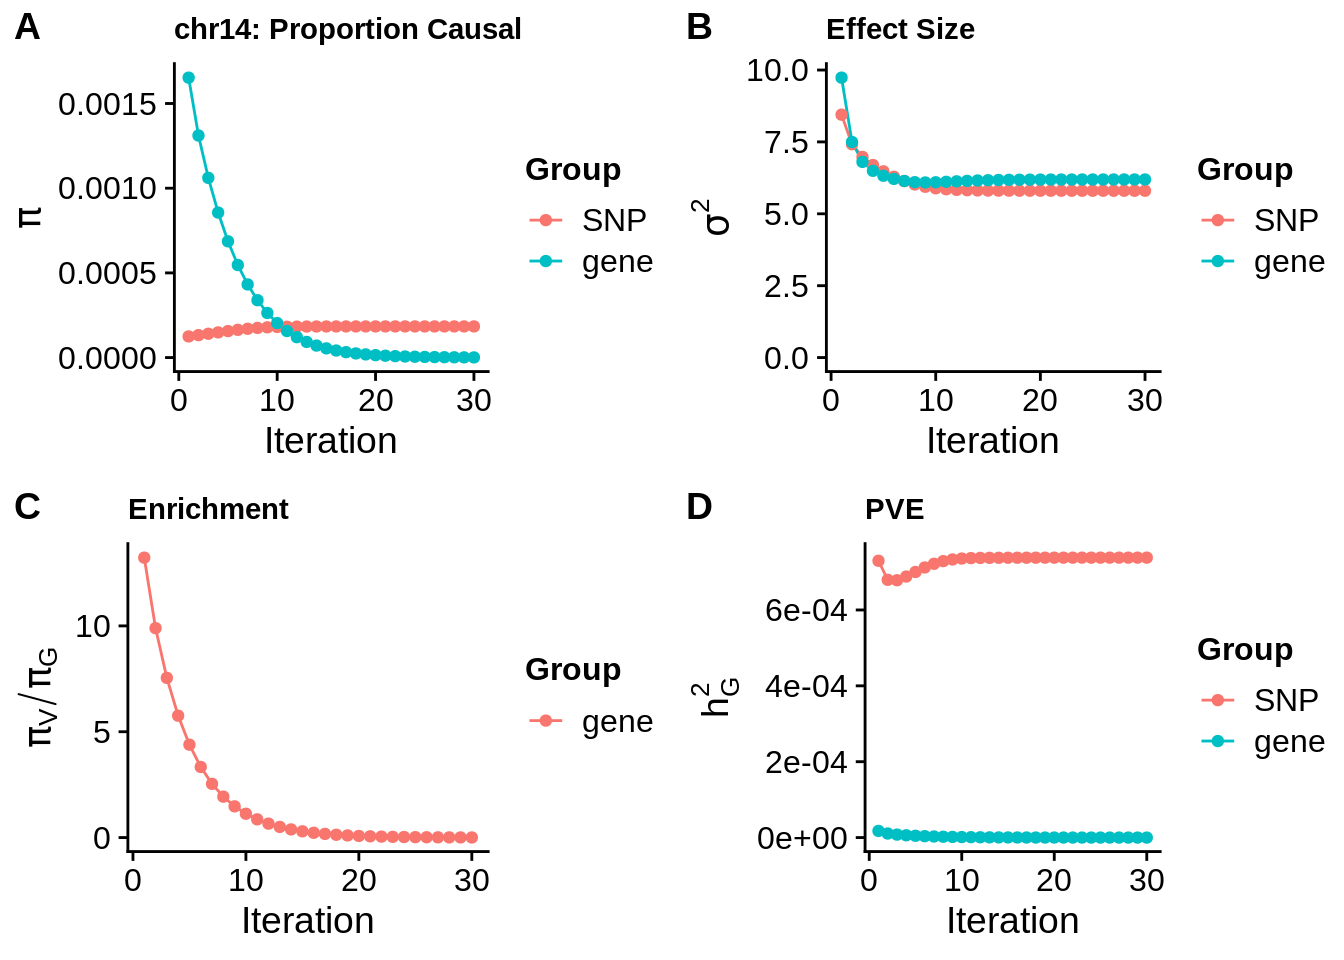 A
chr14: Proportion Causal
π
0.0015
0.0010
0.0005
0.0000
0 10 20 30
Iteration
Group
SNP
gene
B
Effect Size
σ²
10.0
7.5
5.0
2.5
0.0
0 10 20 30
Iteration
Group
SNP
gene
C
Enrichment
π_V/π_G
10
5
0
0 10 20 30
Iteration
Group
gene
D
PVE
h²_G
6e-04
4e-04
2e-04
0e+00
0 10 20 30
Iteration
Group
SNP
gene